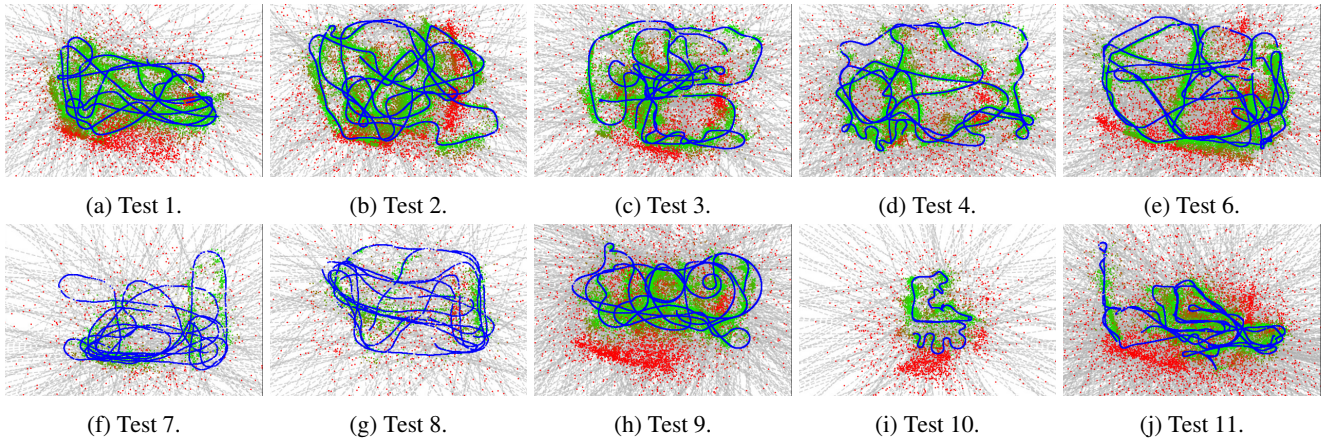 (a) Test 1.
(b) Test 2.
(c) Test 3.
(d) Test 4.
(e) Test 6.
(f) Test 7.
(g) Test 8.
(h) Test 9.
(i) Test 10.
(j) Test 11.